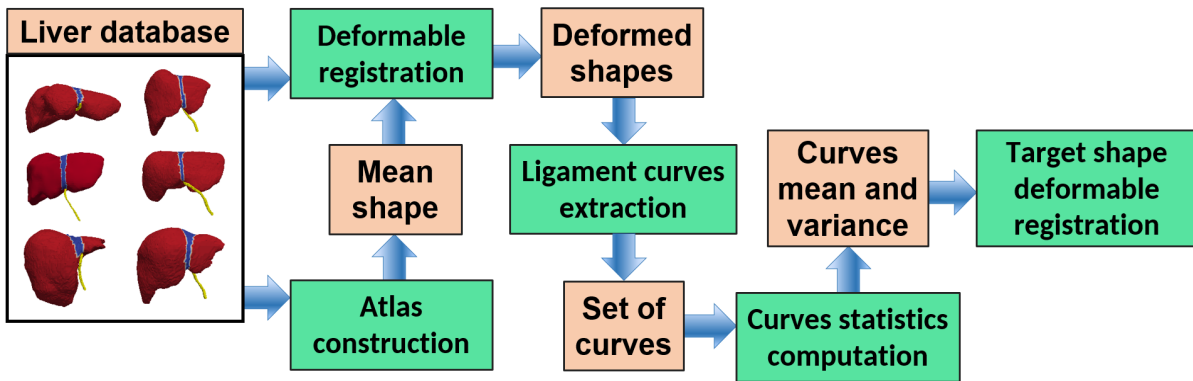 Liver database
Deformable
registration
Deformed
shapes
Mean
shape
Ligament curves
extraction
Curves
mean and
variance
Target shape
deformable
registration
Atlas
construction
Set of
curves
Curves statistics
computation